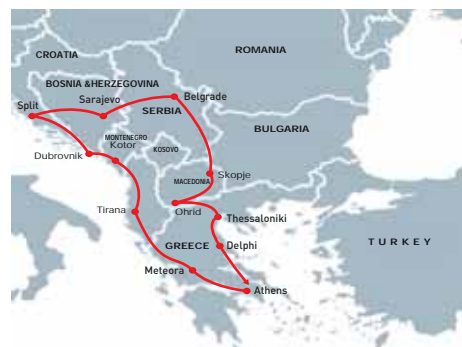 ROMANIA
CROATIA
BOSNIA &HERZEGOVINA
Belgrade
Sarajevo
Split
SERBIA
BULGARIA
MONTENEGRO
Kotor
KOSOVO
Dubrovnik
Skopje
MACEDONIA
Tirana
Ohrid
Thessaloniki
GREECE
Delphi
TURKEY
Meteora
Athens